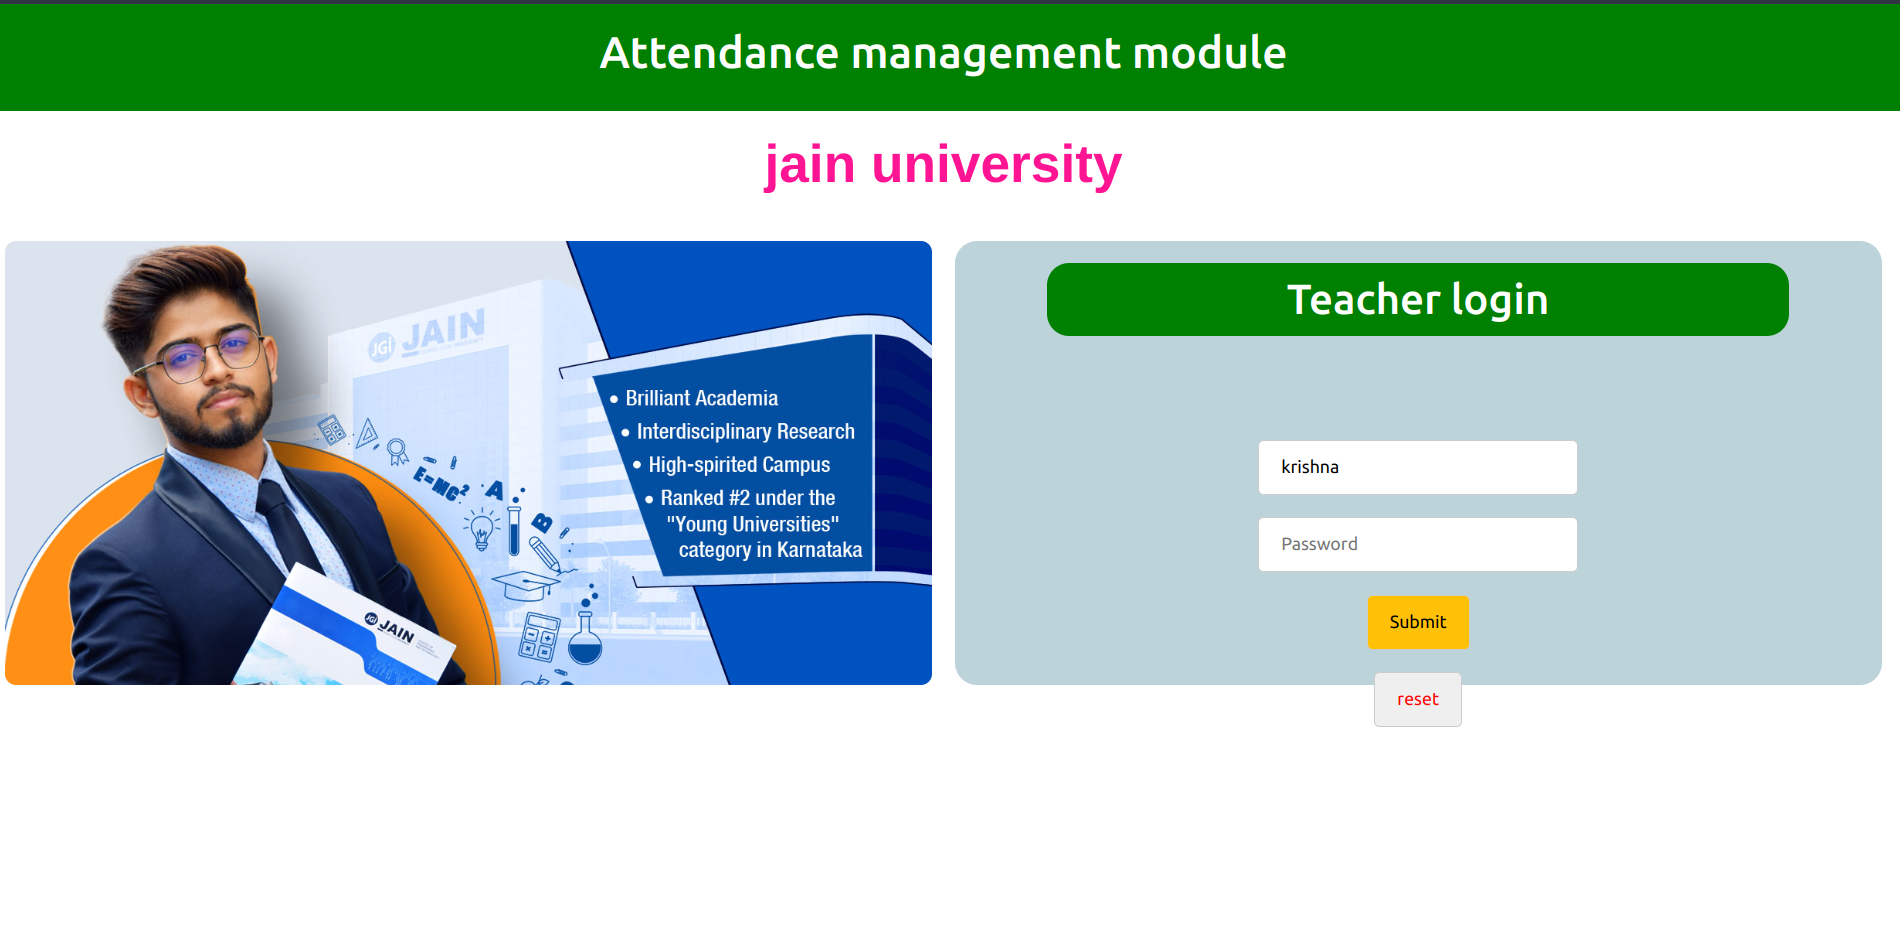 Attendance management module
jain university
JGi JAIN
• Brilliant Academia
• Interdisciplinary Research
• High-spirited Campus
• Ranked #2 under the
"Young Universities"
category in Karnataka
E=MC²
A
B
JGi JAIN
Teacher login
krishna
Password
Submit
reset